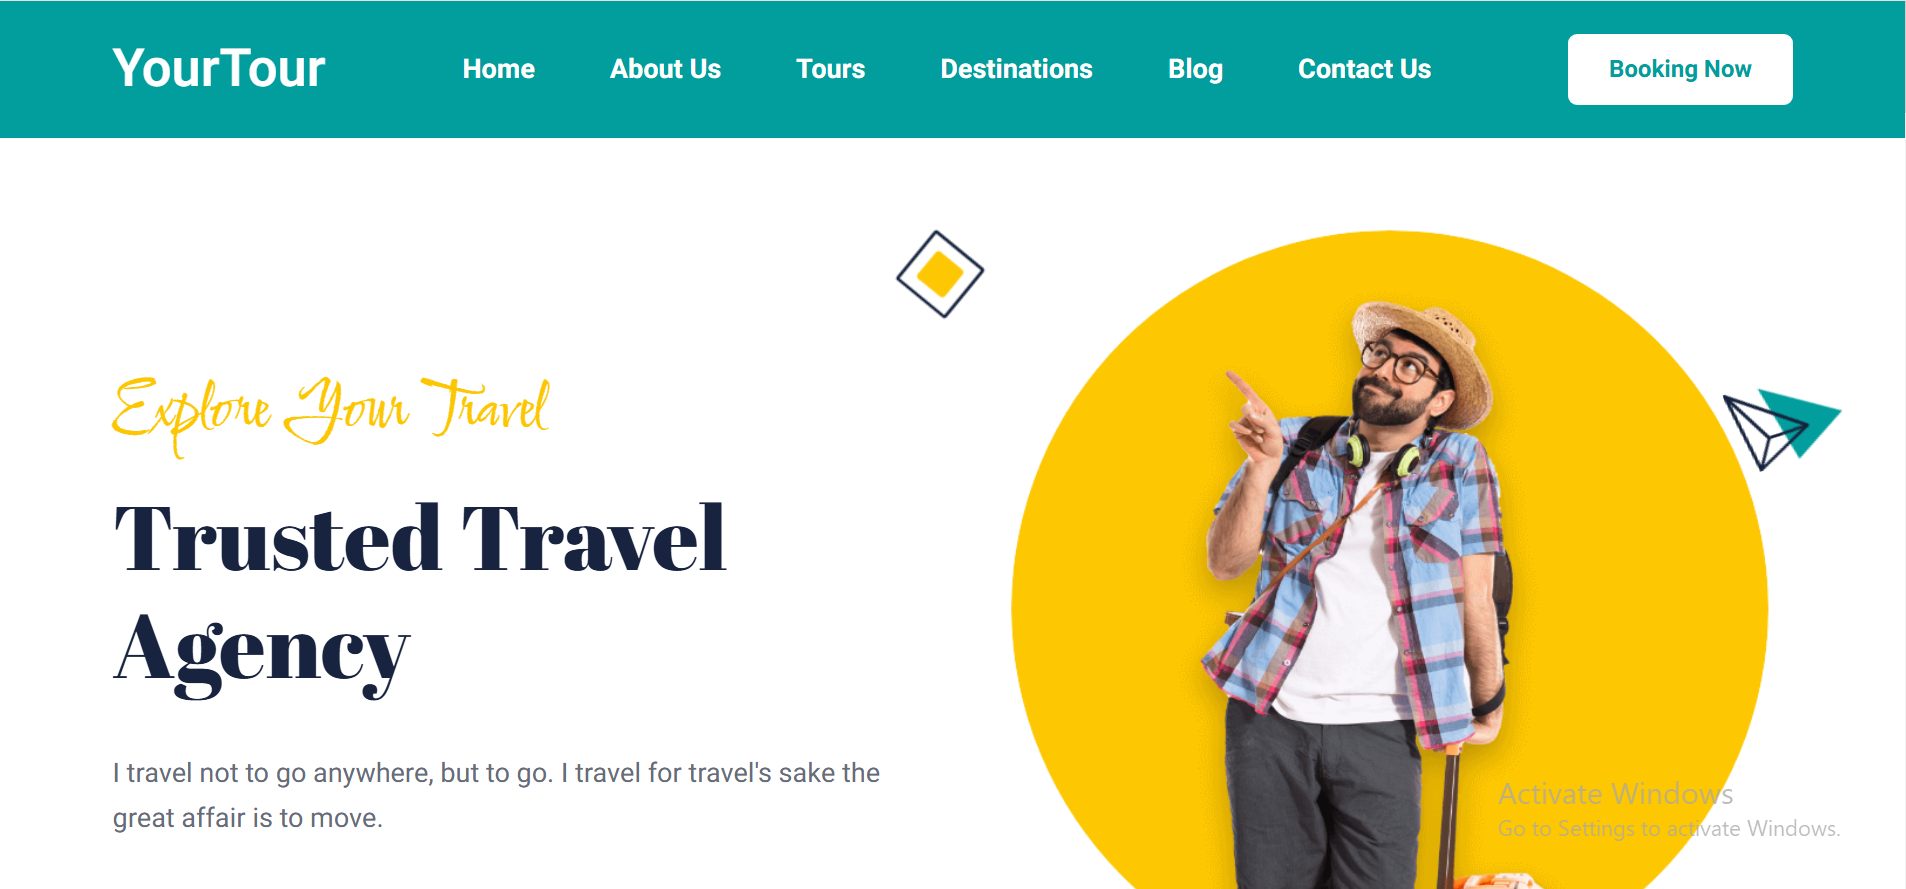 YourTour
Home
About Us
Tours
Destinations
Blog
Contact Us
Booking Now
Explore Your Travel
Trusted Travel
Agency
I travel not to go anywhere, but to go. I travel for travel's sake the
great affair is to move.
Activate Windows
Go to Settings to activate Windows.